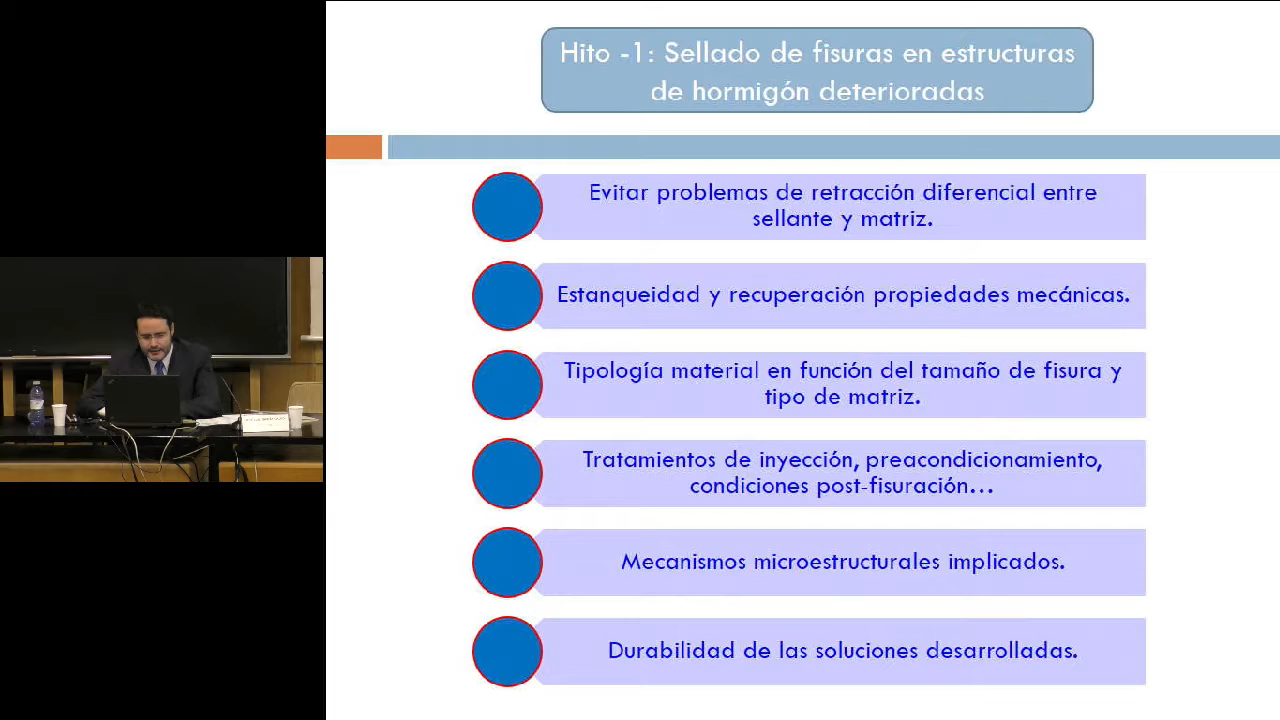 Hito -1: Sellado de fisuras en estructuras
de hormigón deterioradas
Evitar problemas de retracción diferencial entre
sellante y matriz.
Estanqueidad y recuperación propiedades mecánicas.
Tipología material en función del tamaño de fisura y
tipo de matriz.
Tratamientos de inyección, preacondicionamiento,
condiciones post-fisuración...
Mecanismos microestructurales implicados.
Durabilidad de las soluciones desarrolladas.